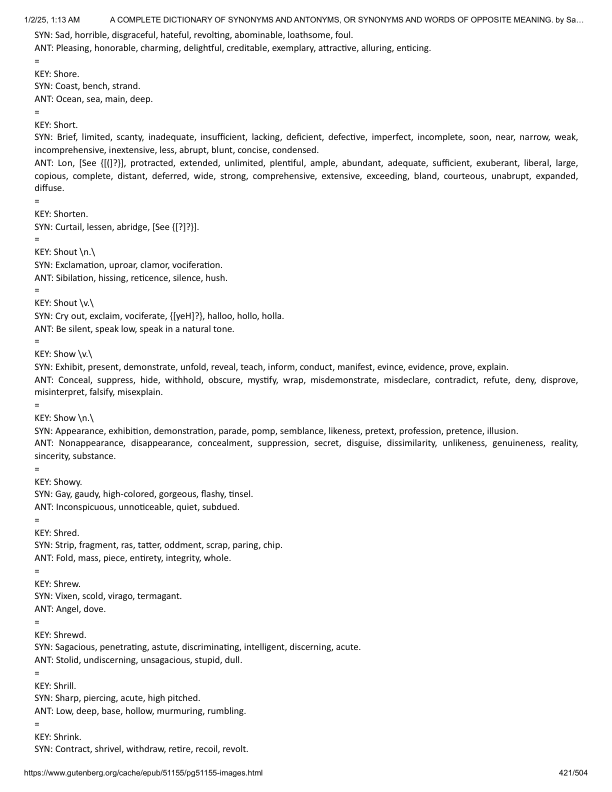 1/2/25, 1:13 AM A COMPLETE DICTIONARY OF SYNONYMS AND ANTONYMS, OR SYNONYMS AND WORDS OF OPPOSITE MEANING. by Sa…
SYN: Sad, horrible, disgraceful, hateful, revolting, abominable, loathsome, foul.
ANT: Pleasing, honorable, charming, delightful, creditable, exemplary, attractive, alluring, enticing.
=
KEY: Shore.
SYN: Coast, bench, strand.
ANT: Ocean, sea, main, deep.
=
KEY: Short.
SYN: Brief, limited, scanty, inadequate, insufficient, lacking, deficient, defective, imperfect, incomplete, soon, near, narrow, weak,
incomprehensive, inextensive, less, abrupt, blunt, concise, condensed.
ANT: Lon, [See {[(]?}], protracted, extended, unlimited, plentiful, ample, abundant, adequate, sufficient, exuberant, liberal, large,
copious, complete, distant, deferred, wide, strong, comprehensive, extensive, exceeding, bland, courteous, unabrupt, expanded,
diffuse.
=
KEY: Shorten.
SYN: Curtail, lessen, abridge, [See {[?]?}].
=
KEY: Shout \n.\
SYN: Exclamation, uproar, clamor, vociferation.
ANT: Sibilation, hissing, reticence, silence, hush.
=
KEY: Shout \v.\
SYN: Cry out, exclaim, vociferate, {[yeH]?}, halloo, hollo, holla.
ANT: Be silent, speak low, speak in a natural tone.
=
KEY: Show \v.\
SYN: Exhibit, present, demonstrate, unfold, reveal, teach, inform, conduct, manifest, evince, evidence, prove, explain.
ANT: Conceal, suppress, hide, withhold, obscure, mystify, wrap, misdemonstrate, misdeclare, contradict, refute, deny, disprove,
misinterpret, falsify, misexplain.
=
KEY: Show \n.\
SYN: Appearance, exhibition, demonstration, parade, pomp, semblance, likeness, pretext, profession, pretence, illusion.
ANT: Nonappearance, disappearance, concealment, suppression, secret, disguise, dissimilarity, unlikeness, genuineness, reality,
sincerity, substance.
=
KEY: Showy.
SYN: Gay, gaudy, high-colored, gorgeous, flashy, tinsel.
ANT: Inconspicuous, unnoticeable, quiet, subdued.
=
KEY: Shred.
SYN: Strip, fragment, ras, tatter, oddment, scrap, paring, chip.
ANT: Fold, mass, piece, entirety, integrity, whole.
=
KEY: Shrew.
SYN: Vixen, scold, virago, termagant.
ANT: Angel, dove.
=
KEY: Shrewd.
SYN: Sagacious, penetrating, astute, discriminating, intelligent, discerning, acute.
ANT: Stolid, undiscerning, unsagacious, stupid, dull.
=
KEY: Shrill.
SYN: Sharp, piercing, acute, high pitched.
ANT: Low, deep, base, hollow, murmuring, rumbling.
=
KEY: Shrink.
SYN: Contract, shrivel, withdraw, retire, recoil, revolt.
https://www.gutenberg.org/cache/epub/51155/pg51155-images.html 421/504